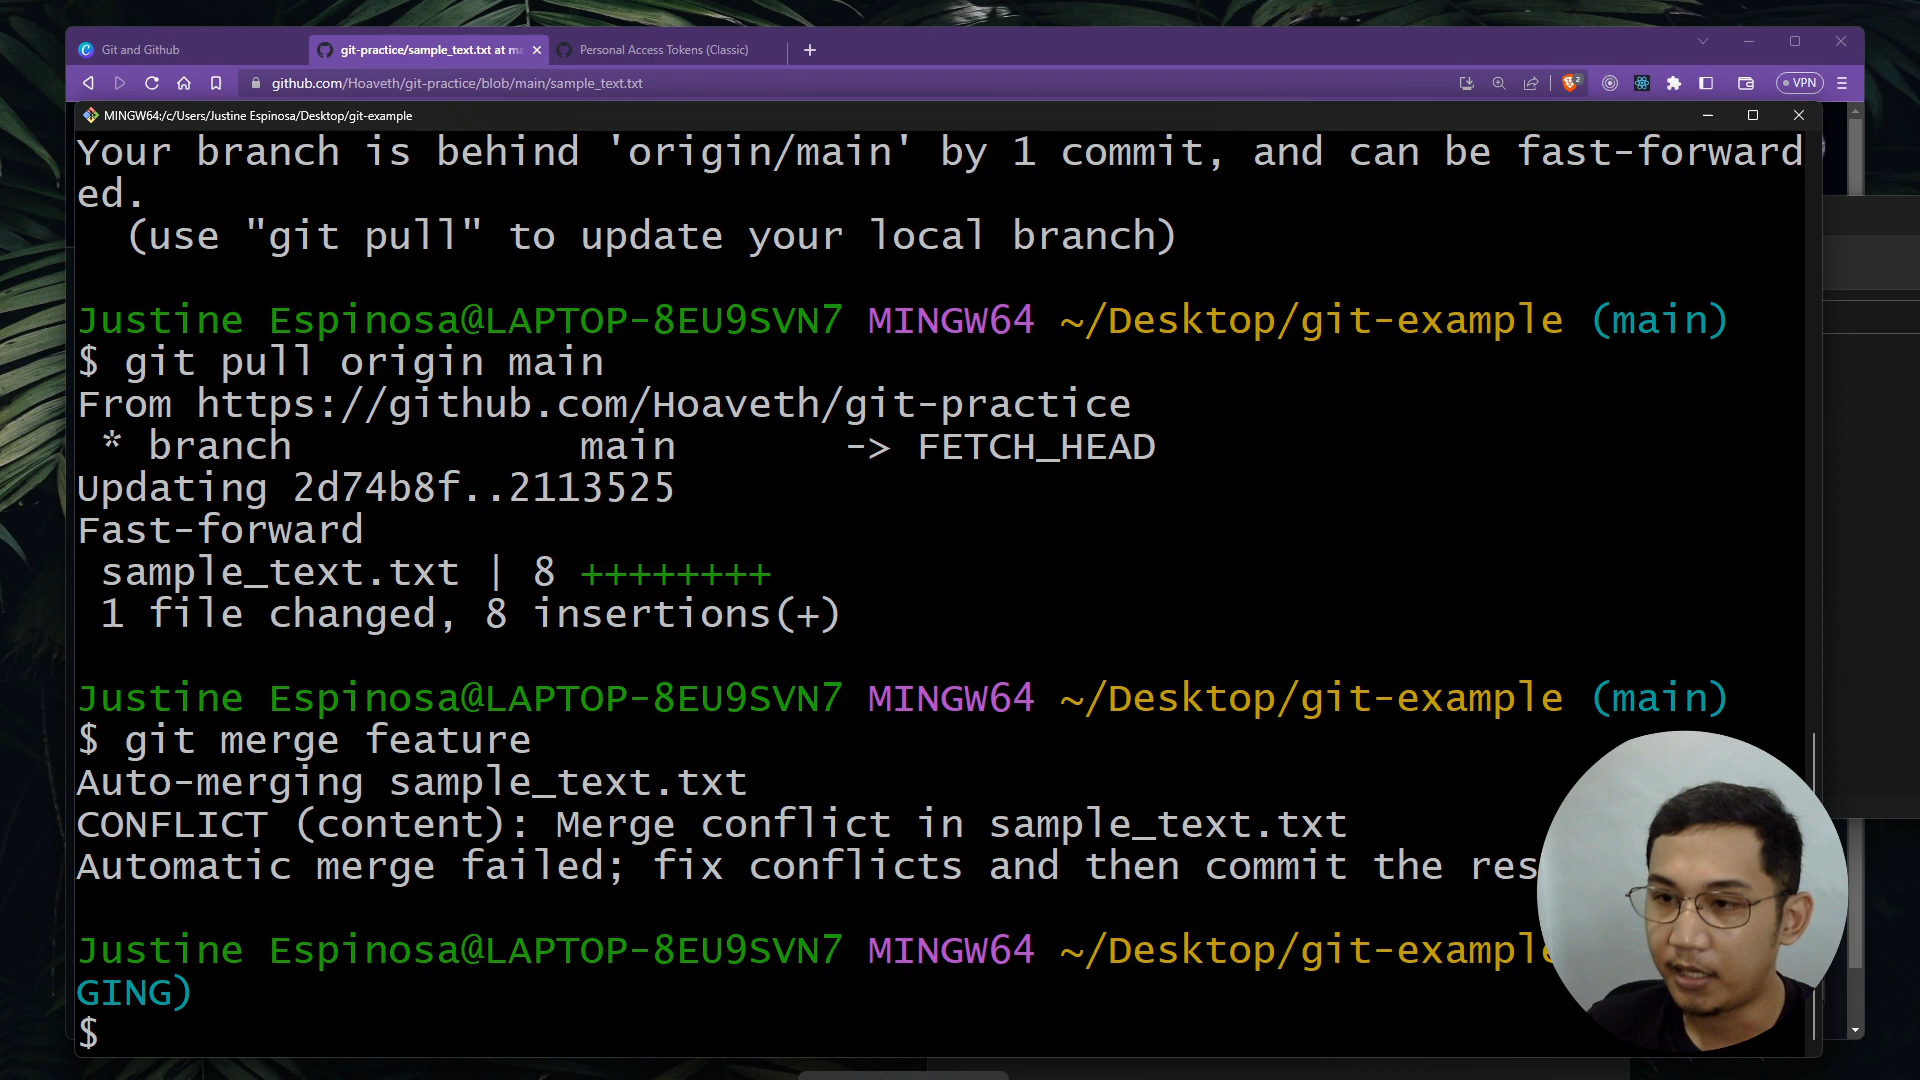 Git and Github
git-practice/sample_text.txt at ma
Personal Access Tokens (Classic)
github.com/Hoaveth/git-practice/blob/main/sample_text.txt
2
VPN
MINGW64:/c/Users/Justine Espinosa/Desktop/git-example
Your branch is behind 'origin/main' by 1 commit, and can be fast-forward
ed.
(use "git pull" to update your local branch)
Justine Espinosa@LAPTOP-8EU9SVN7 MINGW64 ~/Desktop/git-example (main)
$ git pull origin main
From https://github.com/Hoaveth/git-practice
* branch main -> FETCH_HEAD
Updating 2d74b8f..2113525
Fast-forward
sample_text.txt | 8 ++++++++
1 file changed, 8 insertions(+)
Justine Espinosa@LAPTOP-8EU9SVN7 MINGW64 ~/Desktop/git-example (main)
$ git merge feature
Auto-merging sample_text.txt
CONFLICT (content): Merge conflict in sample_text.txt
Automatic merge failed; fix conflicts and then commit the res
Justine Espinosa@LAPTOP-8EU9SVN7 MINGW64 ~/Desktop/git-example
GING)
$